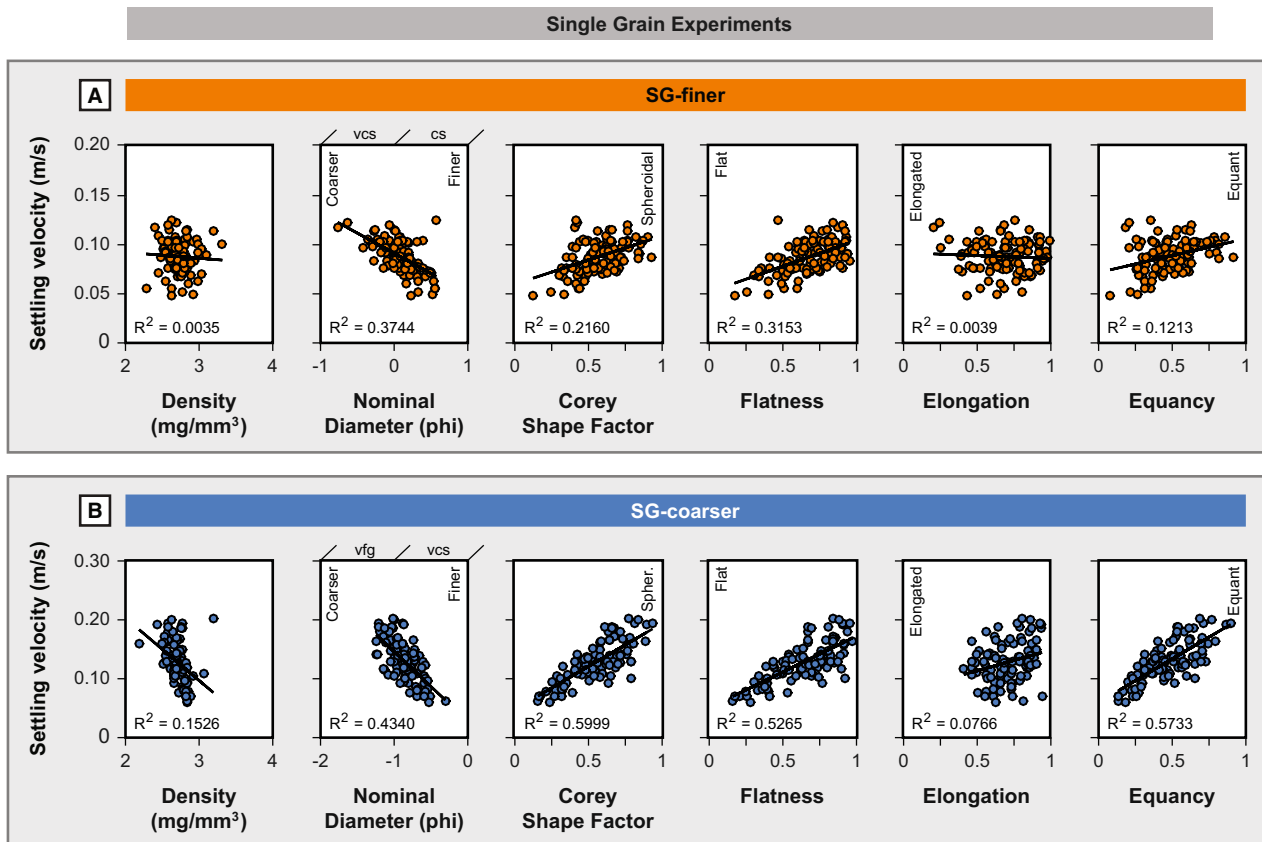 Single Grain Experiments
A
SG-finer
vcs cs
Settling velocity (m/s)
0.20
0.15
0.10
0.05
0
Coarser
Finer
Spheroidal
Flat
Elongated
Equant
R² = 0.0035
R² = 0.3744
R² = 0.2160
R² = 0.3153
R² = 0.0039
R² = 0.1213
2 3 4
-1 0 1
0 0.5 1
0 0.5 1
0 0.5 1
0 0.5 1
Density
(mg/mm³)
Nominal
Diameter (phi)
Corey
Shape Factor
Flatness
Elongation
Equancy
B
SG-coarser
vfg vcs
Settling velocity (m/s)
0.30
0.20
0.10
0
Coarser
Finer
Spher.
Flat
Elongated
Equant
R² = 0.1526
R² = 0.4340
R² = 0.5999
R² = 0.5265
R² = 0.0766
R² = 0.5733
2 3 4
-2 -1 0
0 0.5 1
0 0.5 1
0 0.5 1
0 0.5 1
Density
(mg/mm³)
Nominal
Diameter (phi)
Corey
Shape Factor
Flatness
Elongation
Equancy